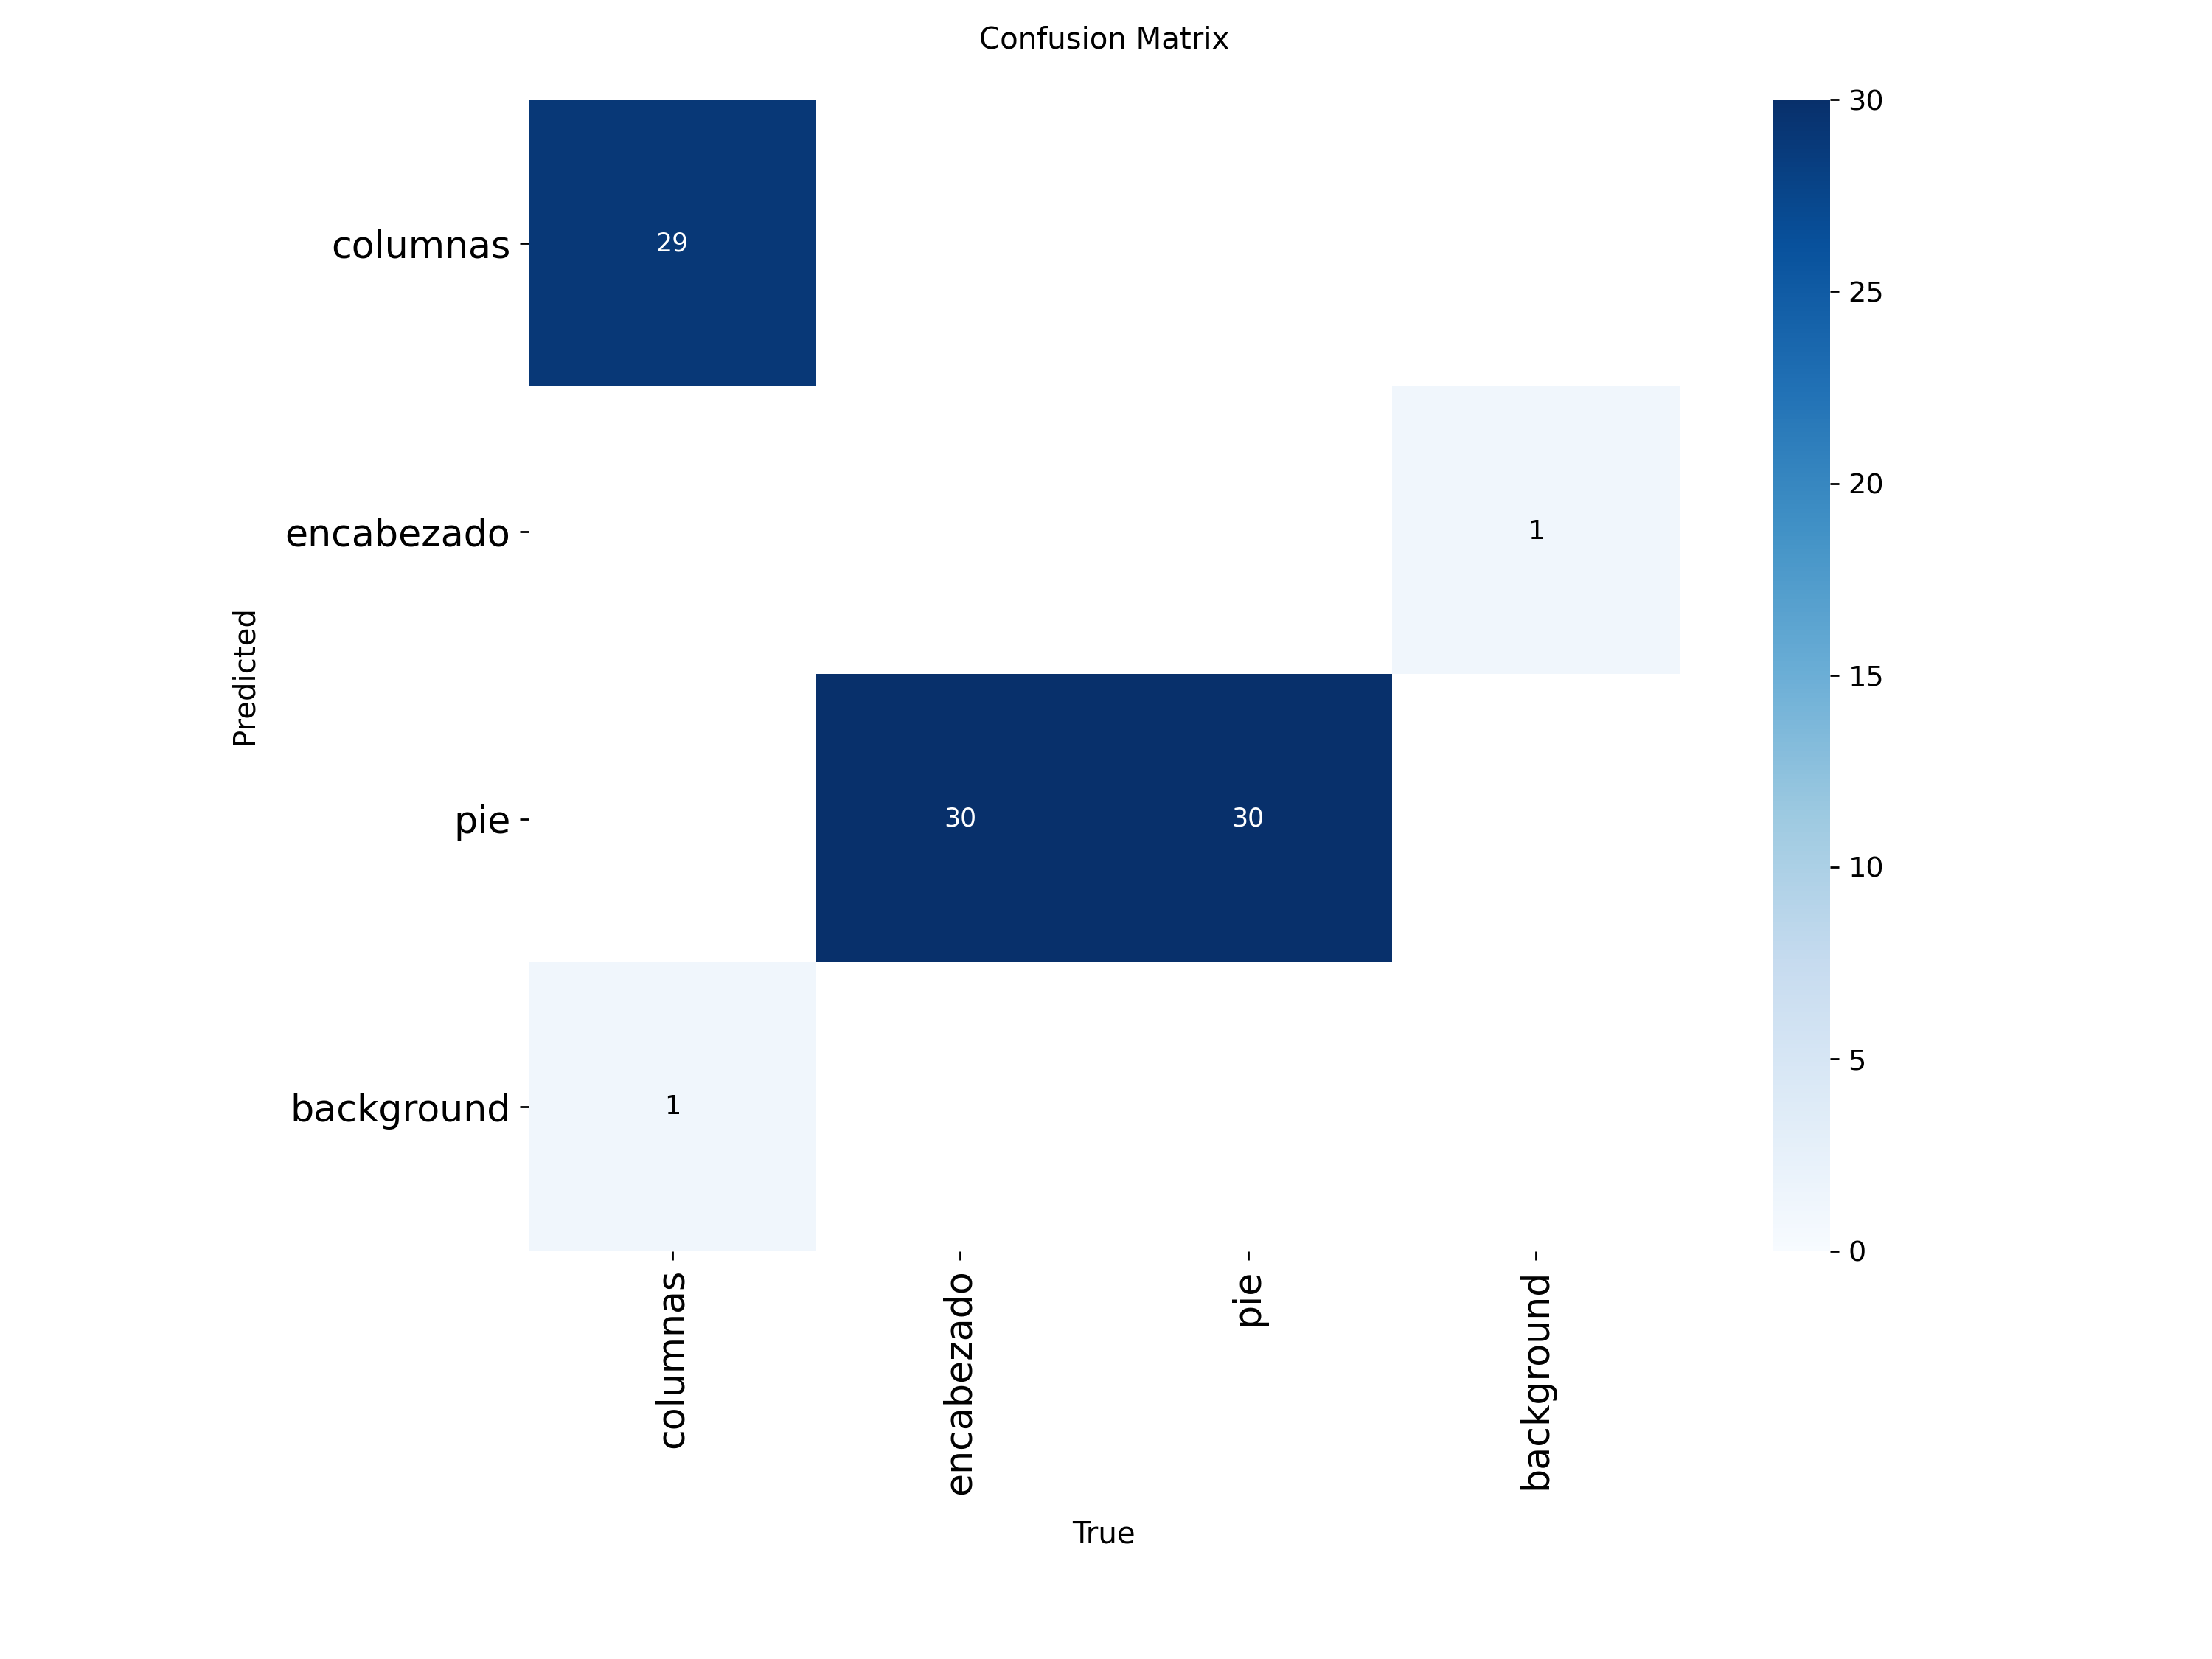 Confusion Matrix
columnas
29
encabezado
1
pie
30 30
background
1
Predicted
30
25
20
15
10
5
0
columnas
encabezado
pie
background
True